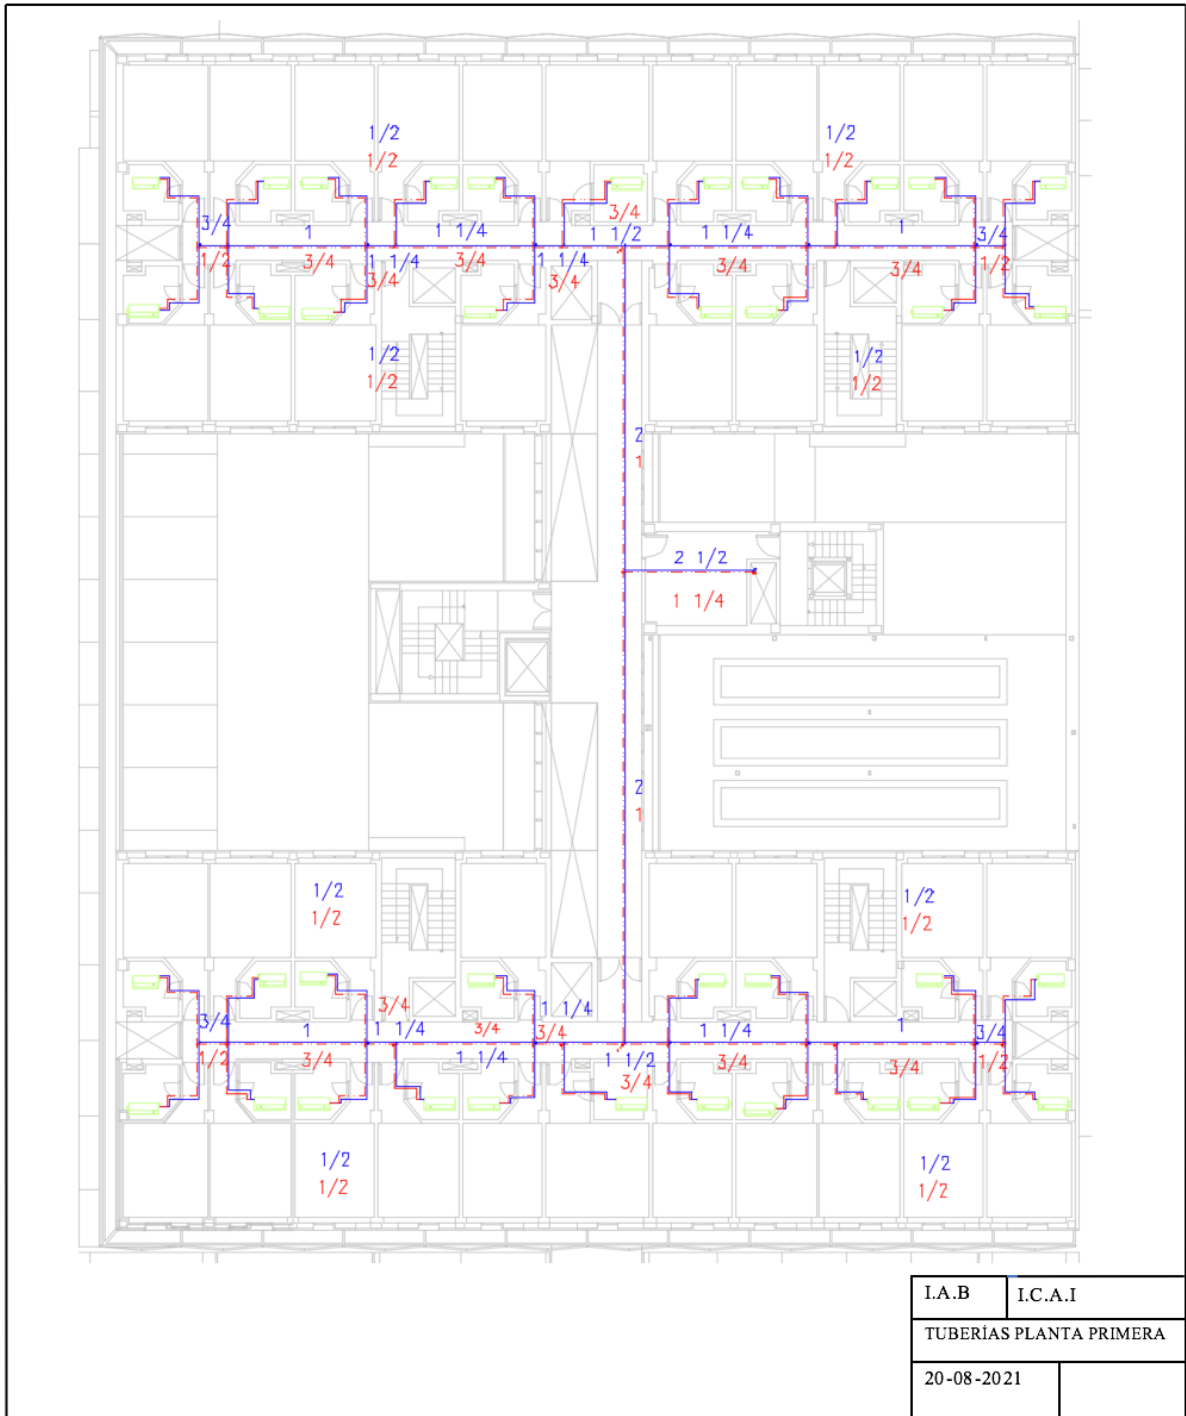 1/2 1/2
1/2 1/2
3/4
3/4 1 1 1/4 1 1/2 1 1/4 1 3/4
1/2 3/4 1 1/4 3/4 1 1/4 3/4 3/4 1/2
3/4 3/4
1/2 1/2
1/2 1/2
2
1
2 1/2
1 1/4
2
1
1/2 1/2
1/2 1/2
3/4 1 1/4
3/4 1 1 1/4 3/4 3/4 1 1/4 1 3/4
1/2 3/4 1 1/4 1 1/2 3/4 3/4 1/2
3/4
1/2 1/2
1/2 1/2
I.A.B I.C.A.I
TUBERÍAS PLANTA PRIMERA
20-08-2021